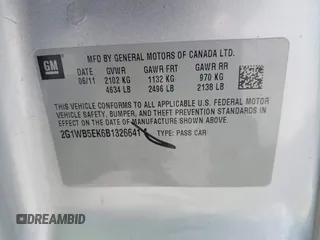 GM
MFD BY GENERAL MOTORS OF CANADA LTD.
DATE GVWR GAWR FRT GAWR RR
06/11 2102 KG 1132 KG 970 KG
4634 LB 2496 LB 2138 LB
THIS VEHICLE CONFORMS TO ALL APPLICABLE U.S. FEDERAL MOTOR
VEHICLE SAFETY, BUMPER, AND THEFT PREVENTION STANDARDS IN
EFFECT ON THE DATE OF MANUFACTURE SHOWN ABOVE.
2G1WB5EK6B1326641 TYPE: PASS CAR
DREAMBID